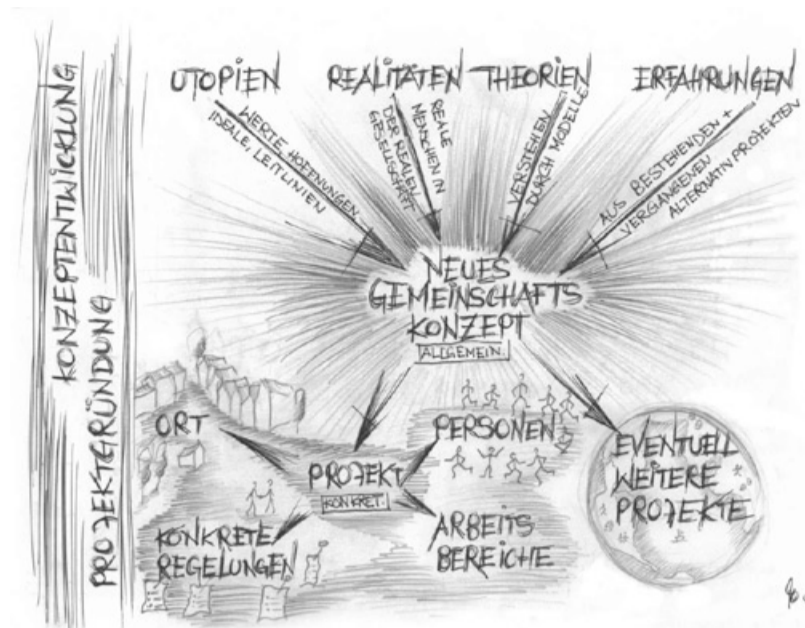 KONZEPTENTWICKLUNG
PROJEKTGRÜNDUNG
UTOPIEN
REALITÄTEN
THEORIEN
ERFAHRUNGEN
WERTE HOFFNUNGEN
IDEALE, LEITLINIEN
REALE
MENSCHEN IN
DER REALEN
GESELLSCHAFT
VERSTEHEN
DURCH MODELLE
AUS BESTEHENDEN +
VERGANGENEN
ALTERNATIVPROJEKTEN
NEUES
GEMEINSCHAFTS
KONZEPT
ALLGEMEIN
ORT
PERSONEN
PROJEKT
KONKRET
KONKRETE
REGELUNGEN
ARBEITS
BEREICHE
EVENTUELL
WEITERE
PROJEKTE